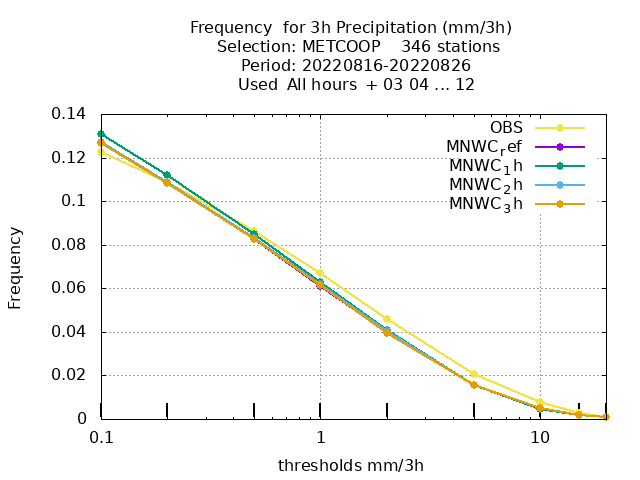 Frequency  for 3h Precipitation (mm/3h)
Selection: METCOOP    346 stations
Period: 20220816-20220826
Used  All hours  + 03 04 ... 12
0.14
0.12
0.1
0.08
0.06
0.04
0.02
0
Frequency
OBS
MNWC_ref
MNWC_1h
MNWC_2h
MNWC_3h
0.1 1 10
thresholds mm/3h